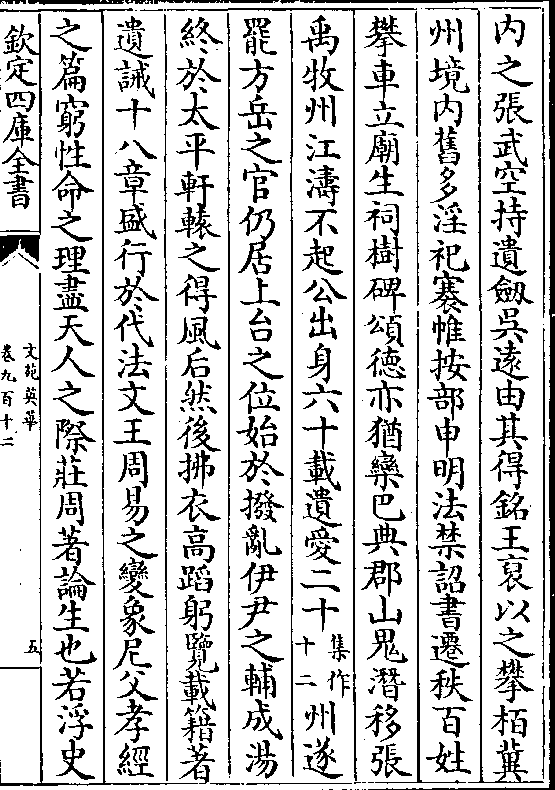 内之張武空持遺劔吳逺由其得銘王裒以之攀栢冀
州境内舊多淫祀褰帷按部申明法禁詔書遷秩百姓
攀車立廟生祠樹碑頌徳亦猶欒巴典郡山鬼潛移張
禹牧州江濤不起公出身六十載遺愛二十集作十二州遂
罷方岳之官仍居上台之位始於撥亂伊尹之輔成湯
終於太平軒轅之得風后然後拂衣高蹈躬覽載籍著
遺誡十八章盛行於代法文王周易之變象尼父孝經
之篇窮性命之理盡天人之際莊周著論生也若浮史
欽定四庫全書
文苑英華
卷九百十二
五